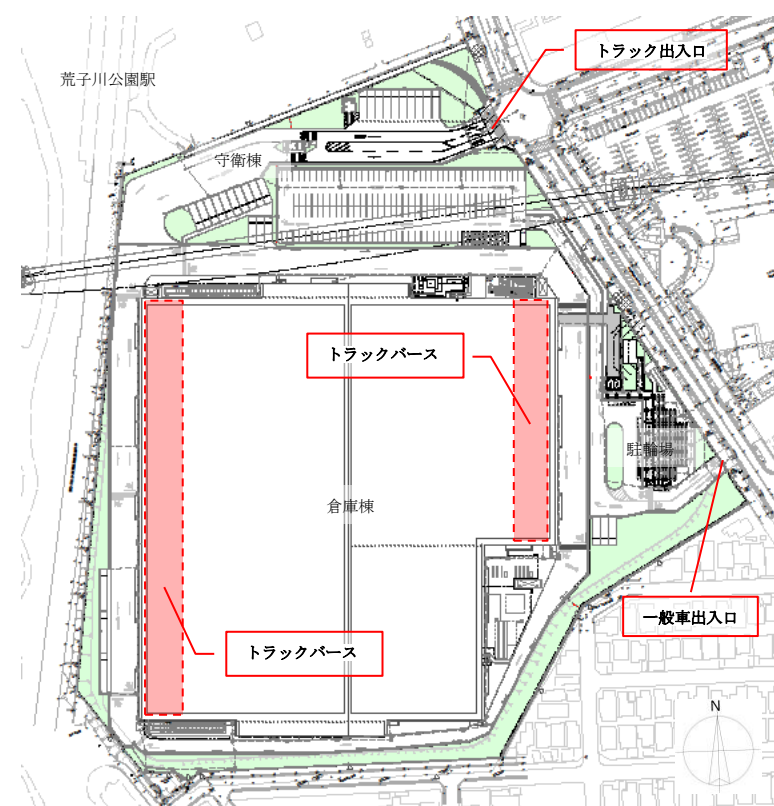 トラック出入口
荒子川公園駅
守衛棟
トラックバース
駐輪場
倉庫棟
一般車出入口
トラックバース
N